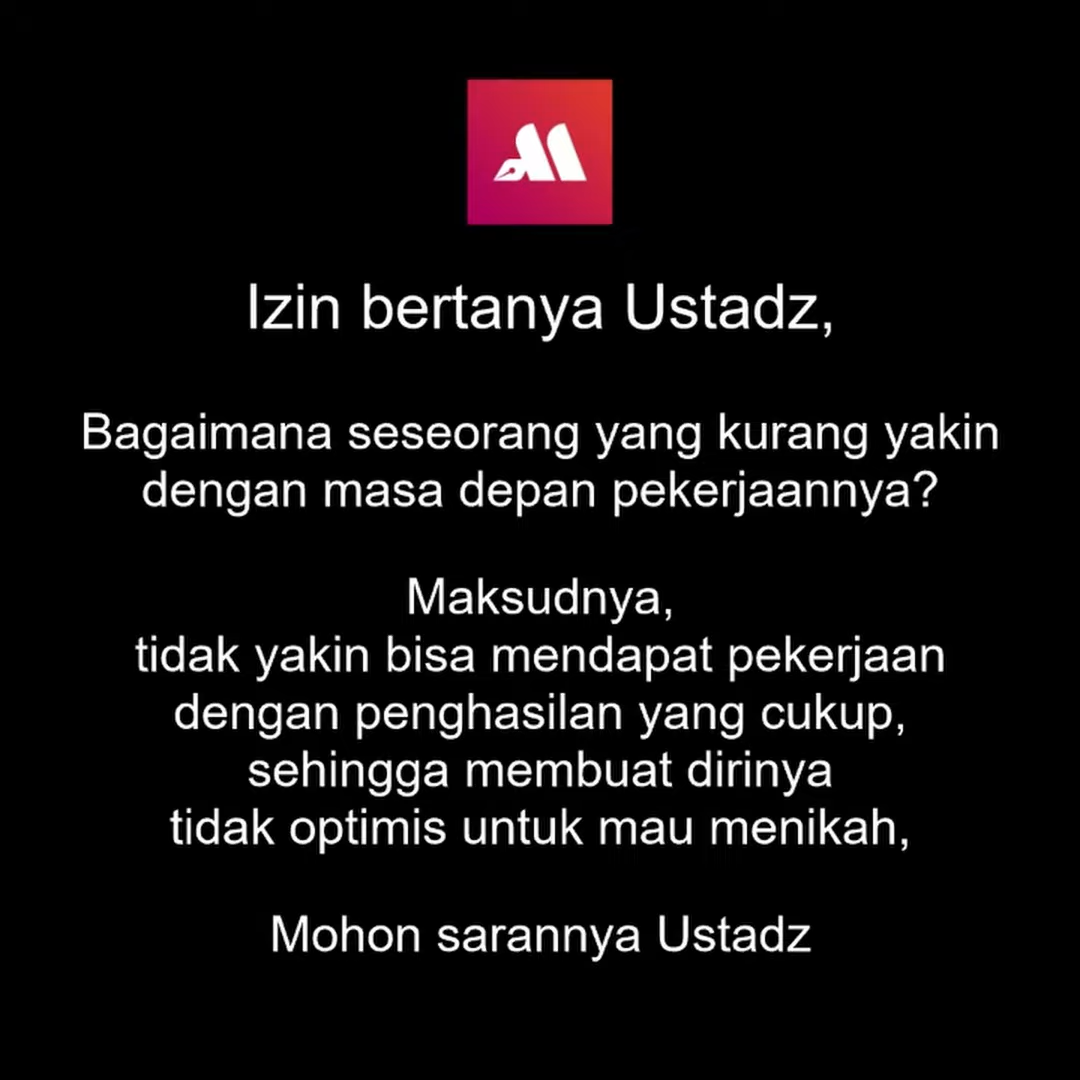 Izin bertanya Ustadz,
Bagaimana seseorang yang kurang yakin
dengan masa depan pekerjaannya?
Maksudnya,
tidak yakin bisa mendapat pekerjaan
dengan penghasilan yang cukup,
sehingga membuat dirinya
tidak optimis untuk mau menikah,
Mohon sarannya Ustadz